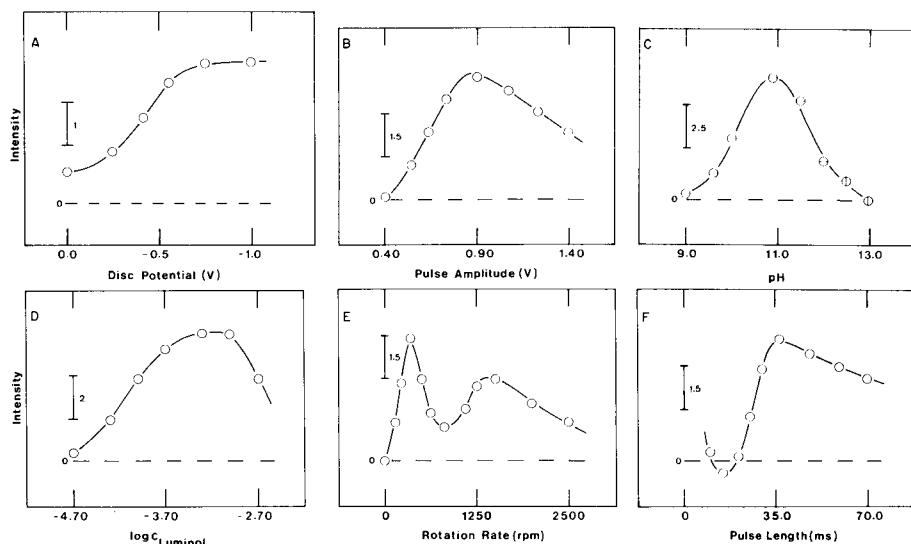 A
Intensity
1
0
0.0 -0.5 -1.0
Disc Potential (V)
B
1.5
0
0.40 0.90 1.40
Pulse Amplitude (V)
C
2.5
0
9.0 11.0 13.0
pH
D
Intensity
2
0
-4.70 -3.70 -2.70
log cLuminol
E
1.5
0
0 1250 2500
Rotation Rate (rpm)
F
1.5
0
0 35.0 70.0
Pulse Length (ms)